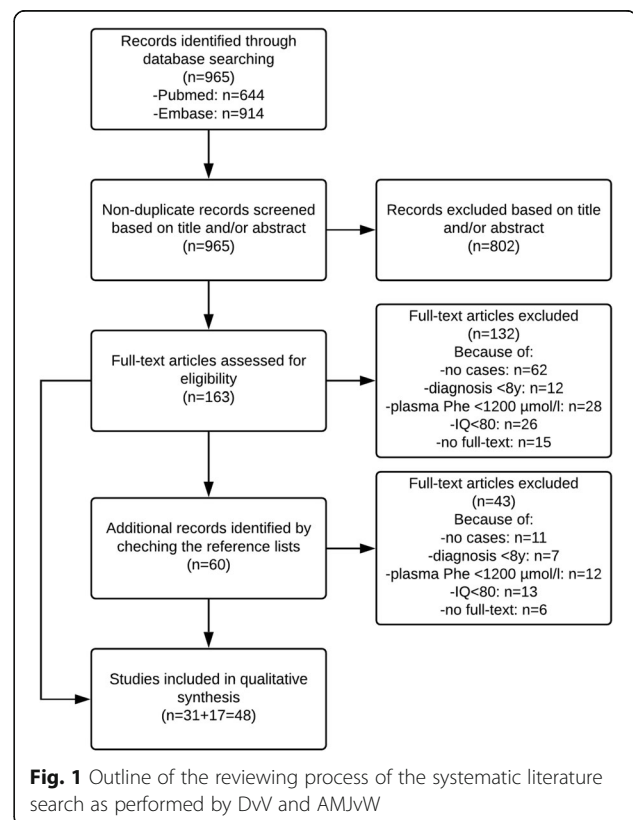 Records identified through
database searching
(n=965)
-Pubmed: n=644
-Embase: n=914
Non-duplicate records screened
based on title and/or abstract
(n=965)
Records excluded based on title
and/or abstract
(n=802)
Full-text articles assessed for
eligibility
(n=163)
Full-text articles excluded
(n=132)
Because of:
-no cases: n=62
-diagnosis <8y: n=12
-plasma Phe <1200 µmol/l: n=28
-IQ<80: n=26
-no full-text: n=15
Additional records identified by
cheching the reference lists
(n=60)
Full-text articles excluded
(n=43)
Because of:
-no cases: n=11
-diagnosis <8y: n=7
-plasma Phe <1200 µmol/l: n=12
-IQ<80: n=13
-no full-text: n=6
Studies included in qualitative
synthesis
(n=31+17=48)
Fig. 1 Outline of the reviewing process of the systematic literature
search as performed by DvV and AMJvW